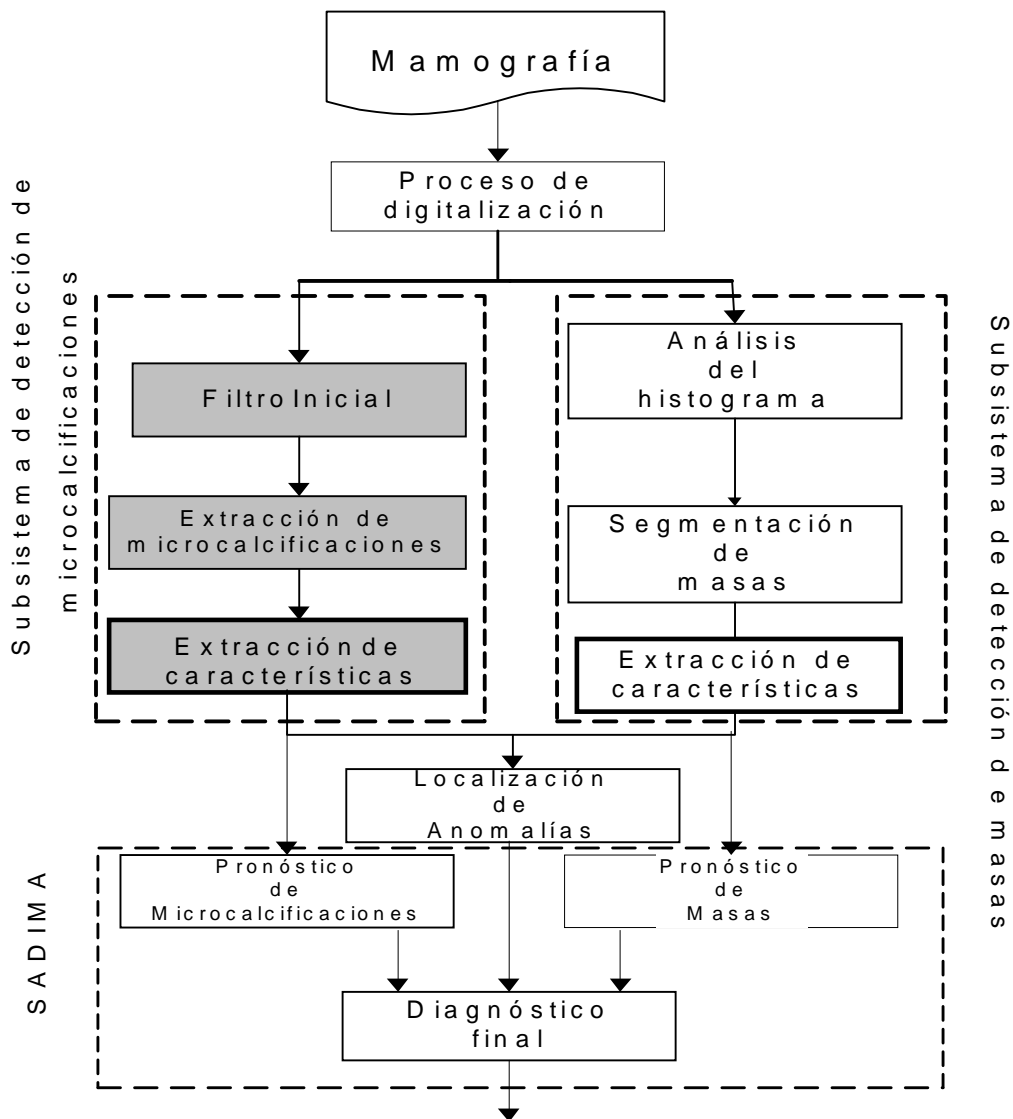 Mamografía
Proceso de
digitalización
Subsistema de detección de
microcalcificaciones
Filtro Inicial
Extracción de
microcalcificaciones
Extracción de
características
Análisis
del
histograma
Segmentación
de
masas
Extracción de
características
Subsistema de detección de masas
Localización
de
Anomalías
SADIMA
Pronóstico
de
Microcalcificaciones
Pronóstico
de
Masas
Diagnóstico
final